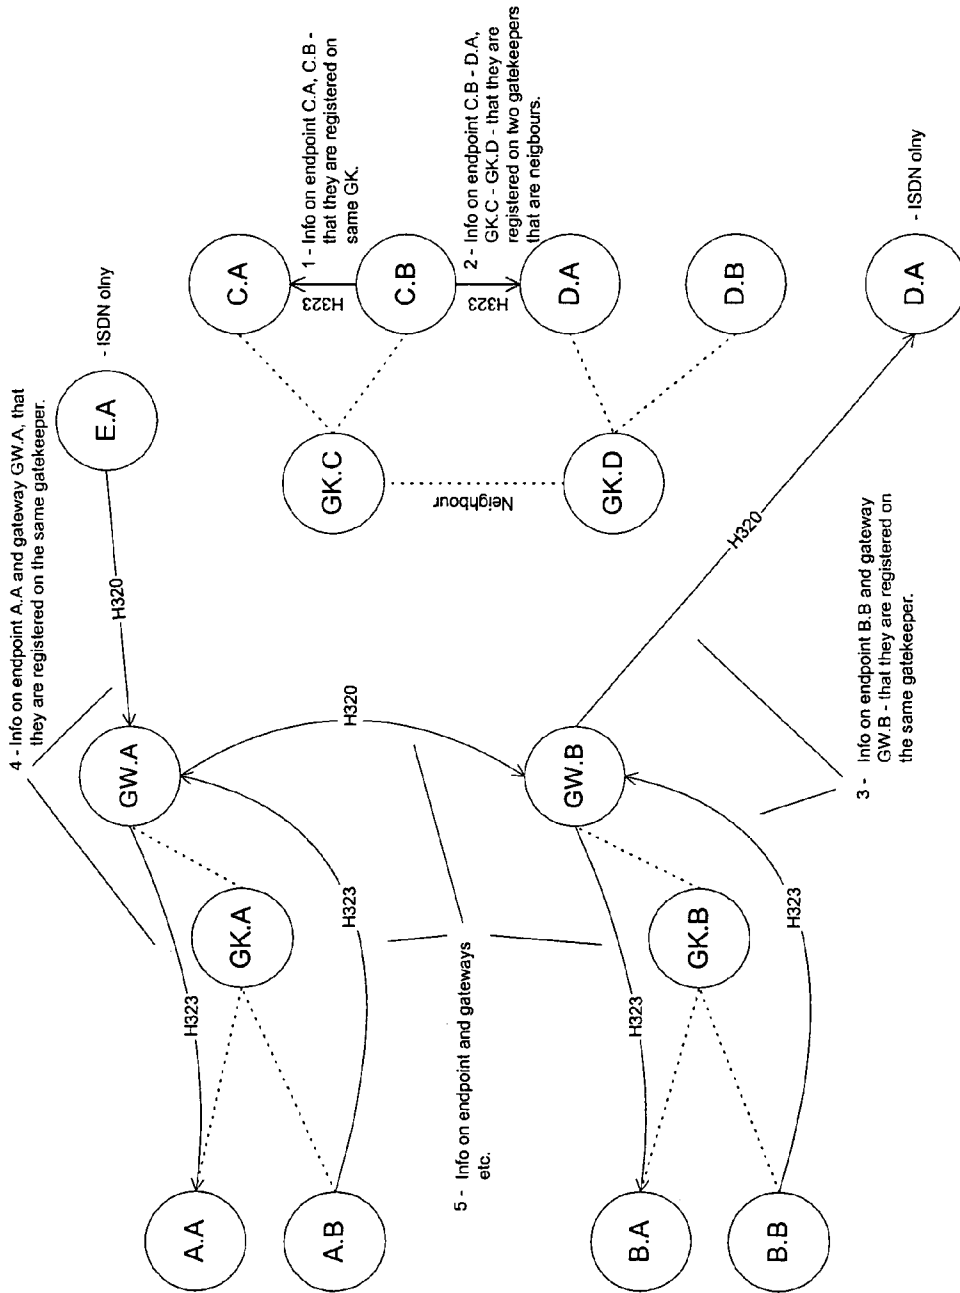 4 - Info on endpoint A.A and gateway GW.A, that
they are registered on the same gatekeeper.
E.A
- ISDN olny
H320
GW.A
GK.A
H323
H323
A.A
A.B
H320
5 - Info on endpoint and gateways
etc.
GW.B
GK.B
H323
H323
B.A
B.B
H320
3 - Info on endpoint B.B and gateway
GW.B - that they are registered on
the same gatekeeper.
D.A
- ISDN olny
C.A
1 - Info on endpoint C.A, C.B -
that they are registered on
same GK.
H323
C.B
2 - Info on endpoint C.B - D.A,
GK.C - GK.D - that they are
registered on two gatekeepers
that are neigbours.
H323
D.A
D.B
GK.C
Neighbour
GK.D